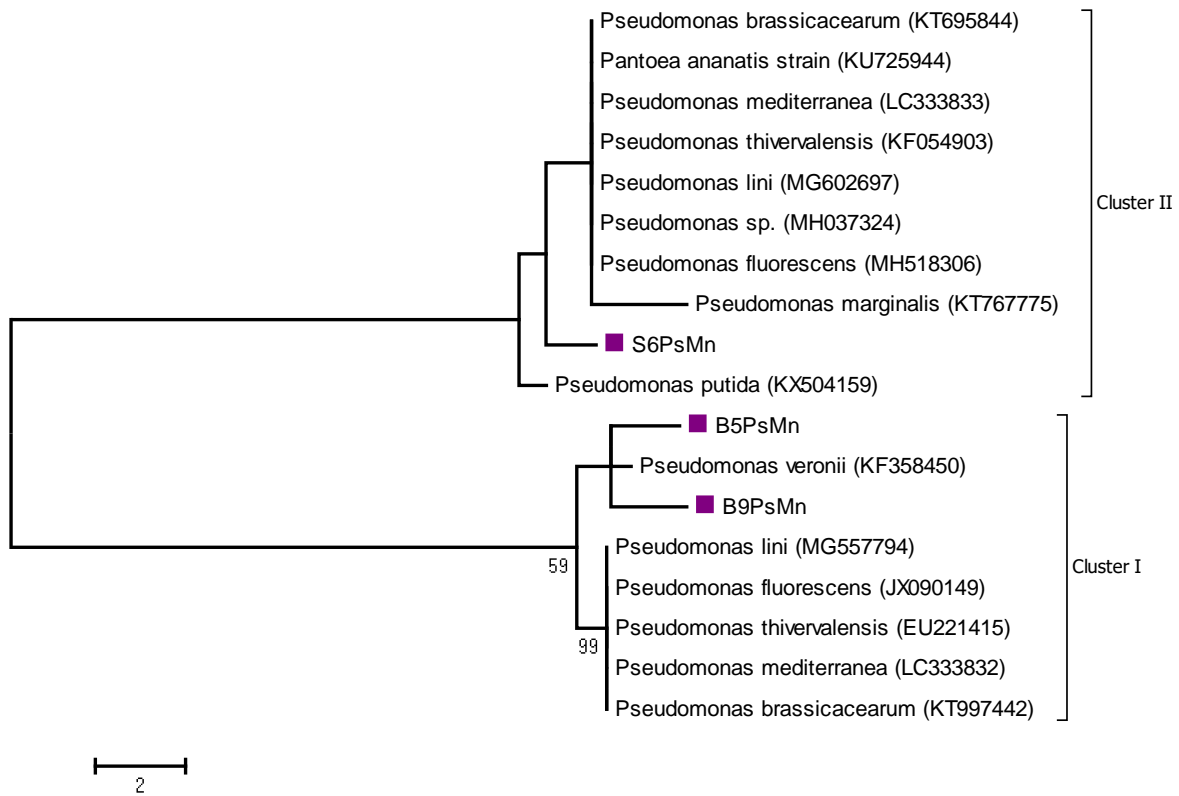 Pseudomonas brassicacearum (KT695844)
Pantoea ananatis strain (KU725944)
Pseudomonas mediterranea (LC333833)
Pseudomonas thivervalensis (KF054903)
Pseudomonas lini (MG602697)
Cluster II
Pseudomonas sp. (MH037324)
Pseudomonas fluorescens (MH518306)
Pseudomonas marginalis (KT767775)
S6PsMn
Pseudomonas putida (KX504159)
B5PsMn
Pseudomonas veronii (KF358450)
B9PsMn
Pseudomonas lini (MG557794)
59
Cluster I
Pseudomonas fluorescens (JX090149)
Pseudomonas thivervalensis (EU221415)
99
Pseudomonas mediterranea (LC333832)
Pseudomonas brassicacearum (KT997442)
2